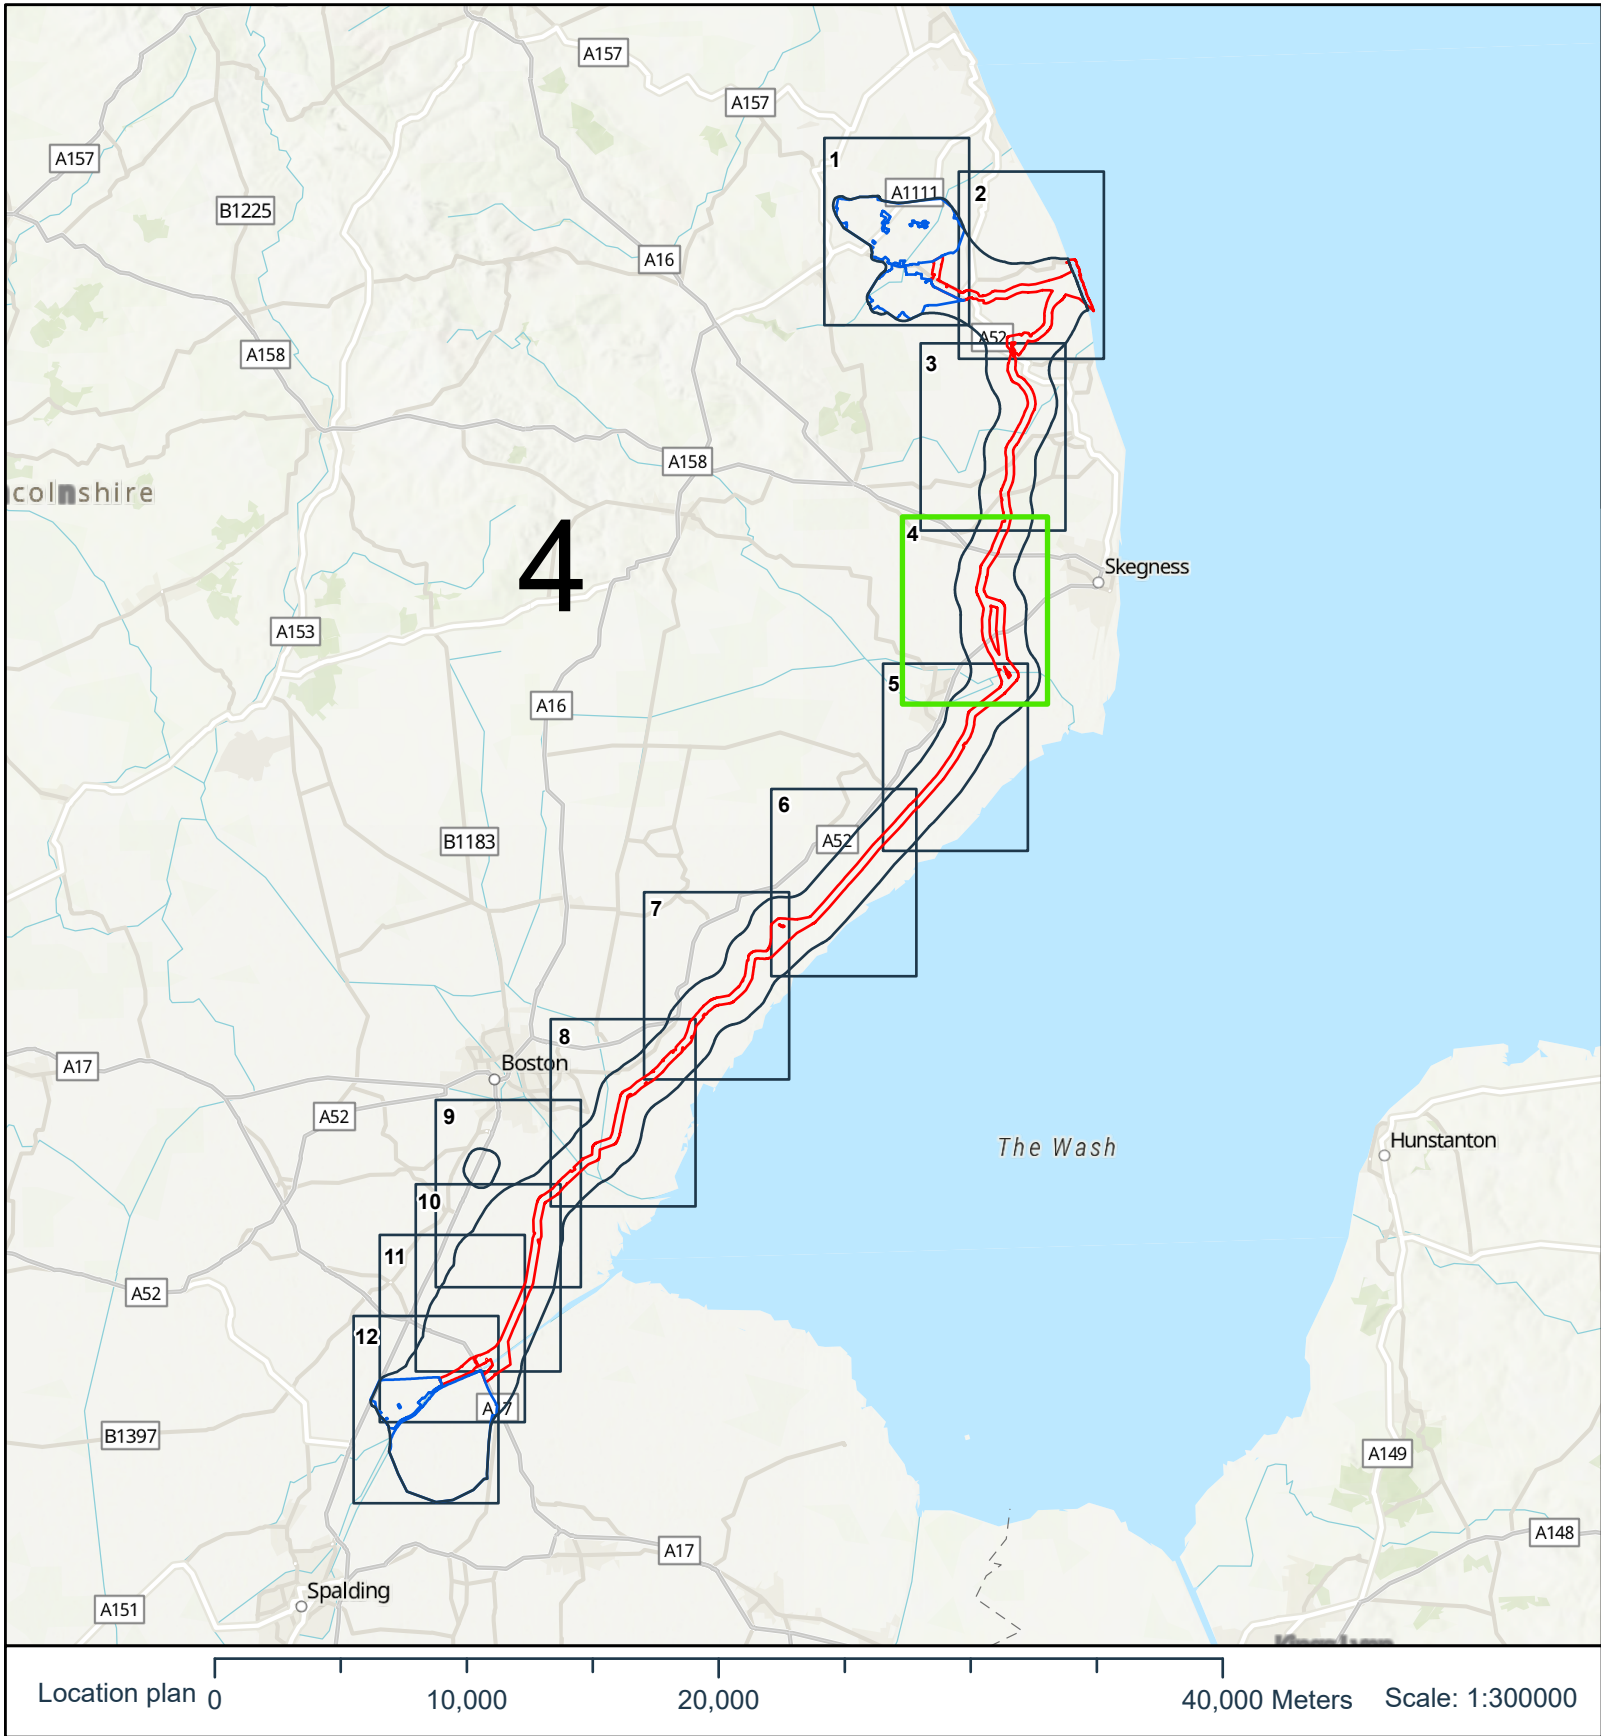 A157
A157
A157
1
A1111
2
B1225
A16
A52
A158
3
A158
colnshire
4
4
Skegness
A153
5
A16
6
A52
B1183
7
8
Boston
A17
9
A52
The Wash
Hunstanton
10
11
A52
12
B1397
A149
A148
A17
Spalding
A151
Location plan 0 10,000 20,000 40,000 Meters Scale: 1:300000